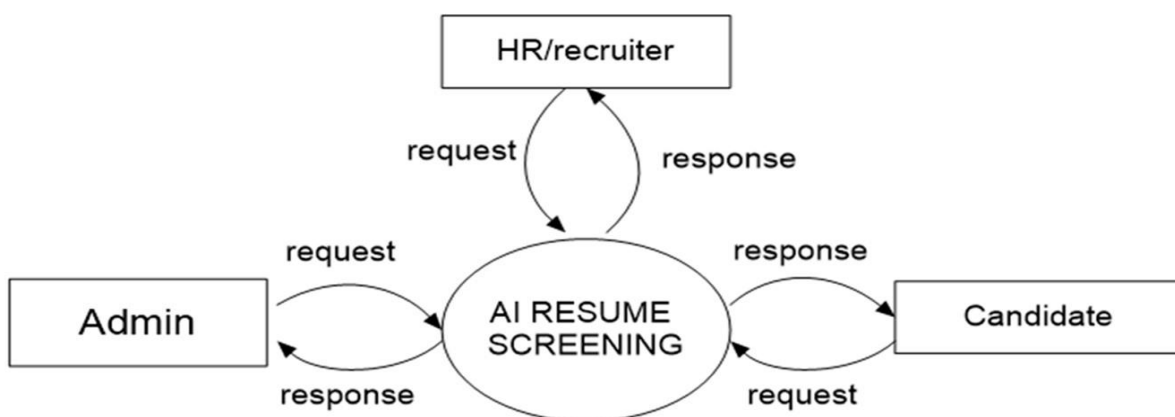 HR/recruiter
request
response
request
response
Admin
AI RESUME
SCREENING
Candidate
response
request